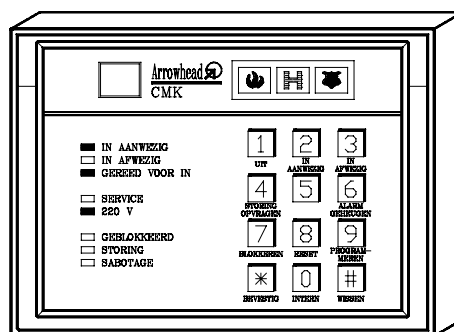 Arrowhead
CMK
IN AANWEZIG
IN AFWEZIG
GEREED VOOR IN
SERVICE
220 V
GEBLOKKEERD
STORING
SABOTAGE
1 2 3
UIT IN AANWEZIG IN AFWEZIG
4 5 6
STORING OPVRAGEN ALARM GEHEUGEN
7 8 9
BLOKKEREN RESET PROGRAM-MEREN
* 0 #
BEVESTIG INTERN WISSEN